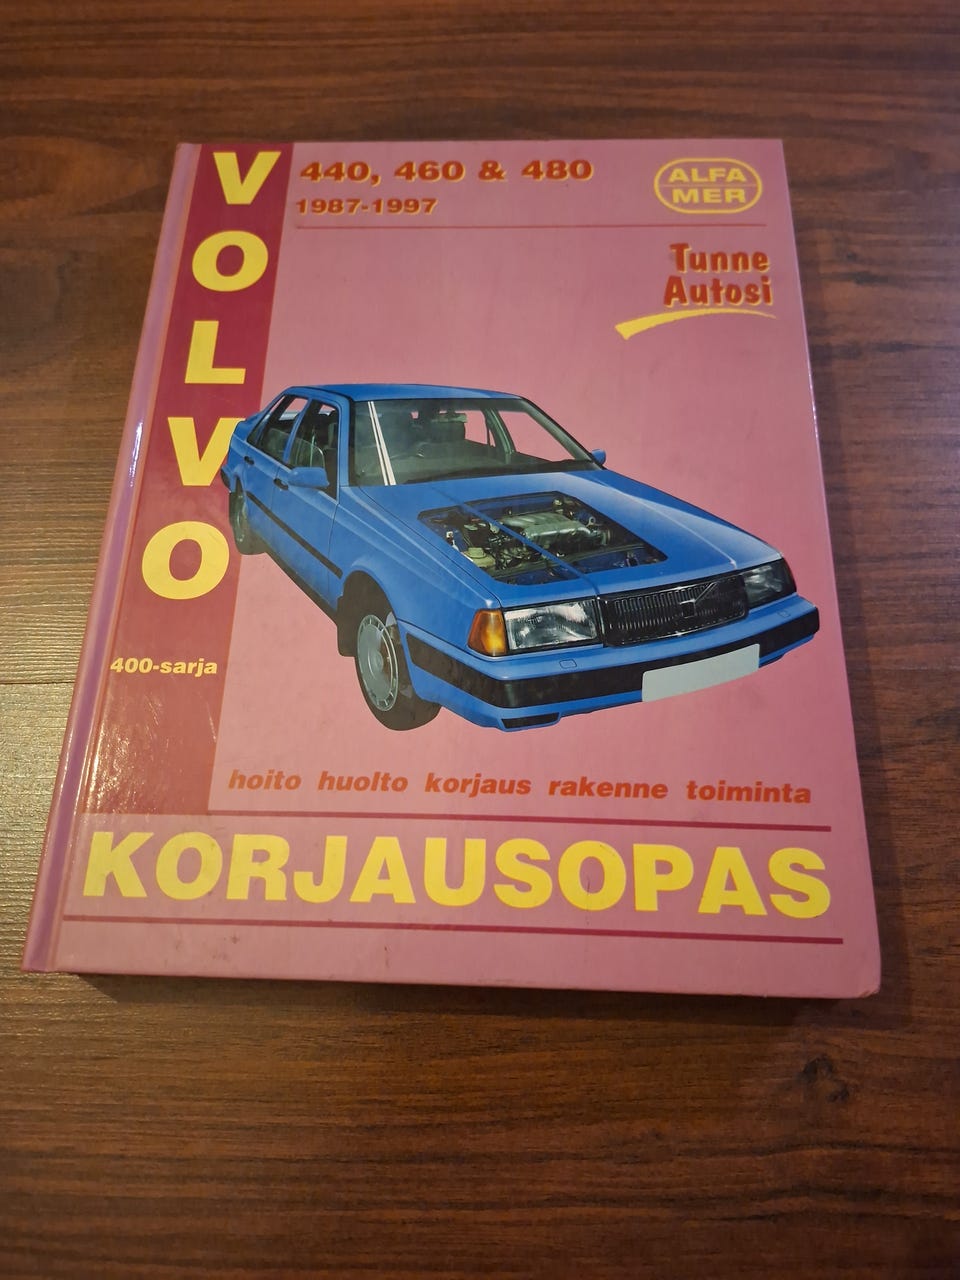 VOLVO
440, 460 & 480
1987-1997
ALFA
MER
Tunne
Autosi
400-sarja
hoito huolto korjaus rakenne toiminta
KORJAUSOPAS